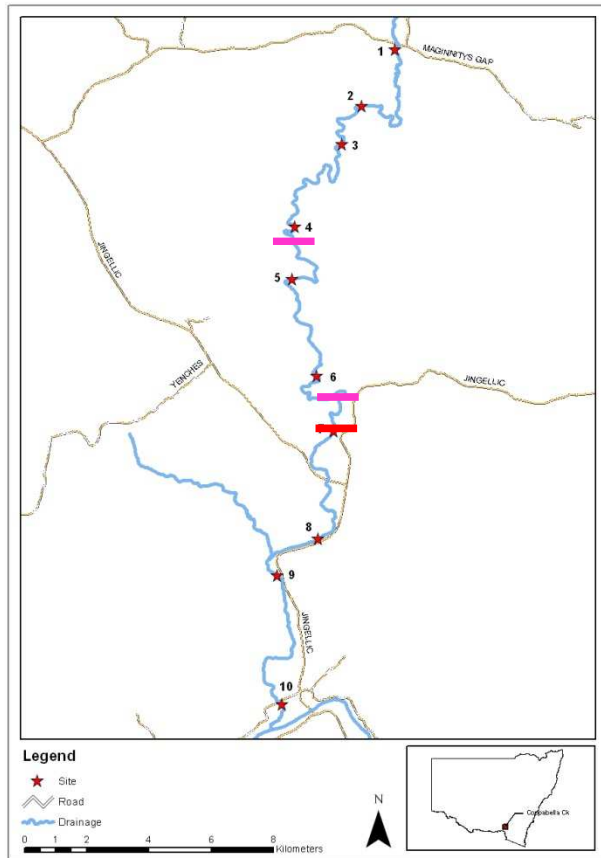 1
MAGINNITYS GAP
2
3
4
JINGELLIC
5
YENCHES
6
JINGELLIC
8
9
JINGELLIC
10
Legend
Site
Road
Drainage
0 1 2 4 6 8
Kilometers
N
Coppabella Ck